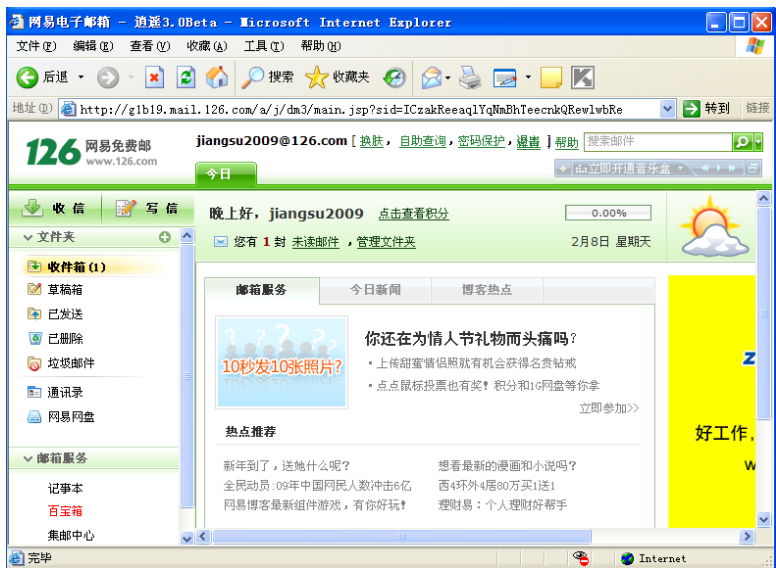 网易电子邮箱 - 逍遥3.0Beta - Microsoft Internet Explorer
文件(F) 编辑(E) 查看(V) 收藏(A) 工具(T) 帮助(H)
后退 搜索 收藏夹
地址(D) http://g1b19.mail.126.com/a/j/dm3/main.jsp?sid=ICzakReeaqlYqNmBhTeecnkQRewlwbRe 转到 链接
126 网易免费邮 www.126.com
jiangsu2009@126.com [ 换肤, 自助查询, 密码保护, 退出 ] 帮助 搜索邮件
今日 立即开通音乐盒
收信 写信
晚上好, jiangsu2009 点击查看积分 0.00%
文件夹
您有 1 封 未读邮件 , 管理文件夹 2月8日 星期天
收件箱(1)
草稿箱
已发送
已删除
垃圾邮件
通讯录
网易网盘
邮箱服务
记事本
百宝箱
集邮中心
邮箱服务 今日新闻 博客热点
10秒发10张照片?
你还在为情人节礼物而头痛吗?
·上传甜蜜情侣照就有机会获得名贵钻戒
·点点鼠标投票也有奖! 积分和1G网盘等你拿
立即参加>>
热点推荐
新年到了，送她什么呢? 想看最新的漫画和小说吗?
全民动员:09年中国网民人数冲击6亿 西4环外4居80万买1送1
网易博客最新组件游戏，有你好玩! 理财易：个人理财好帮手
Z
好工作,
W
完毕 Internet